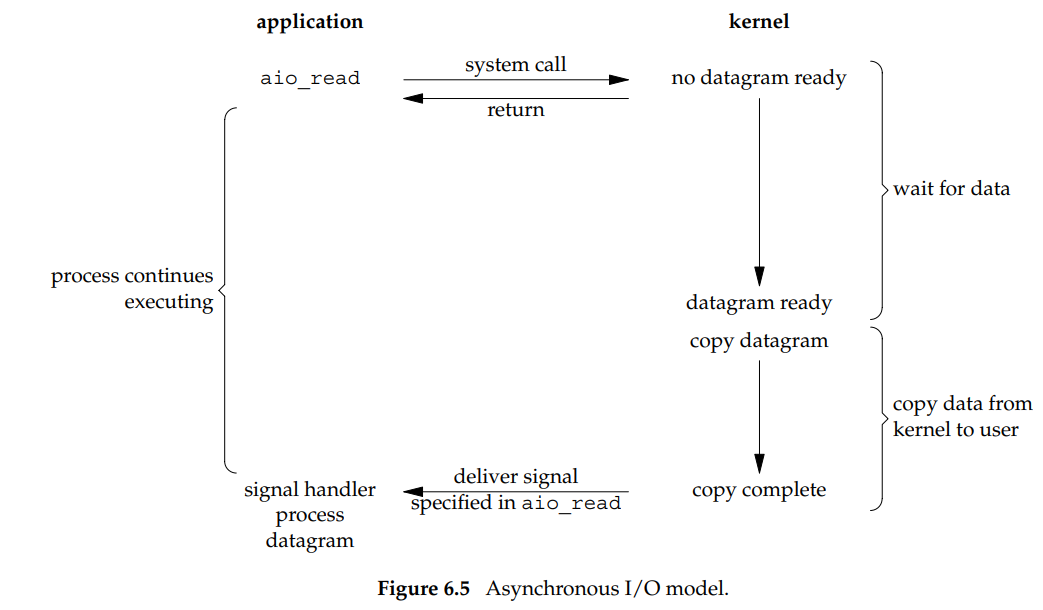 application
kernel
aio_read
system call
no datagram ready
return
wait for data
process continues
executing
datagram ready
copy datagram
copy data from
kernel to user
deliver signal
signal handler
specified in aio_read
copy complete
process
datagram
Figure 6.5 Asynchronous I/O model.